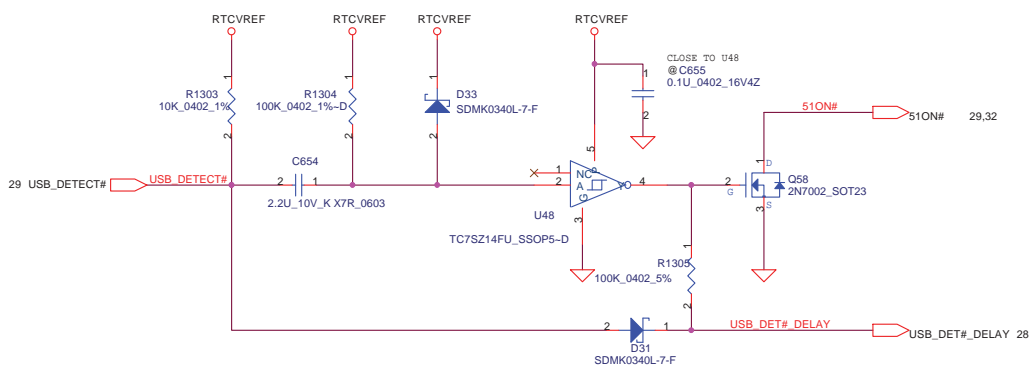 RTCVREF
RTCVREF
RTCVREF
RTCVREF
CLOSE TO U48
@C655
0.1U_0402_16V4Z
1
2
1
R1303
10K_0402_1%
2
1
R1304
100K_0402_1%~D
2
1
D33
SDMK0340L-7-F
2
51ON#
51ON# 29,32
29 USB_DETECT#
USB_DETECT#
C654
2
1
2.2U_10V_K X7R_0603
5
1
NC
P
2
A
YO
4
G
3
U48
TC7SZ14FU_SSOP5~D
1
D
2
G
S
3
Q58
2N7002_SOT23
1
R1305
100K_0402_5%
2
2
1
D31
SDMK0340L-7-F
USB_DET#_DELAY
USB_DET#_DELAY 28